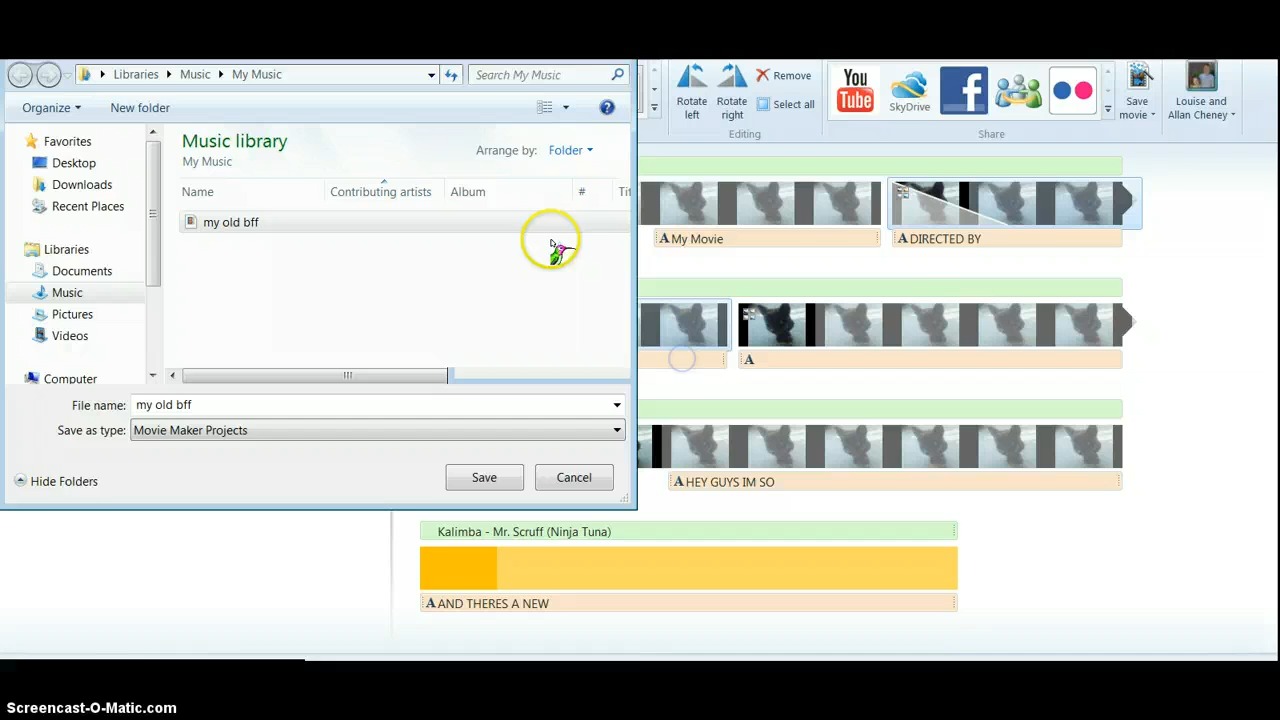 Libraries Music My Music
Search My Music
Organize
New folder
?
Music library
My Music
Arrange by: Folder
Name
Contributing artists
Album
#
Tit
my old bff
Favorites
Desktop
Downloads
Recent Places
Libraries
Documents
Music
Pictures
Videos
Computer
File name: my old bff
Save as type: Movie Maker Projects
Hide Folders
Save
Cancel
Rotate left
Rotate right
Remove
Select all
Editing
You Tube
SkyDrive
f
Share
Save movie
Louise and Allan Cheney
A My Movie
A DIRECTED BY
A
A HEY GUYS IM SO
Kalimba - Mr. Scruff (Ninja Tuna)
A AND THERES A NEW
Screencast-O-Matic.com